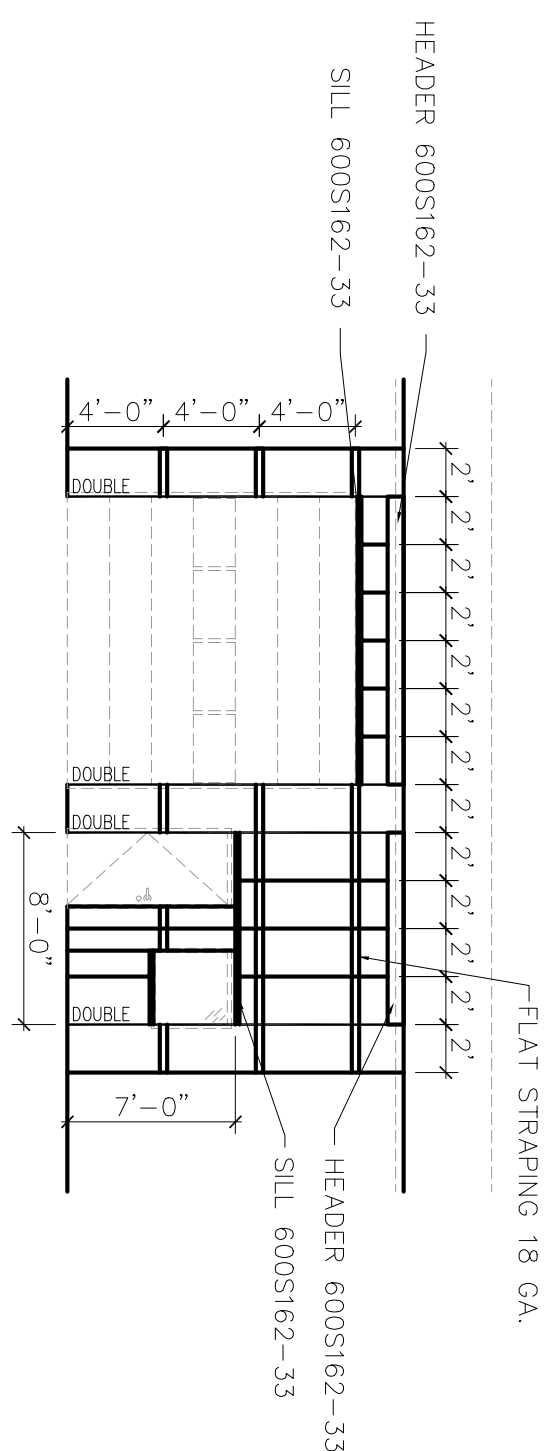 HEADER 600S162-33
SILL 600S162-33
FLAT STRAPING 18 GA.
HEADER 600S162-33
SILL 600S162-33
2' 2' 2' 2' 2' 2' 2' 2' 2' 2' 2' 2' 2'
4'-0"
4'-0"
4'-0"
DOUBLE
DOUBLE
DOUBLE
DOUBLE
7'-0"
8'-0"